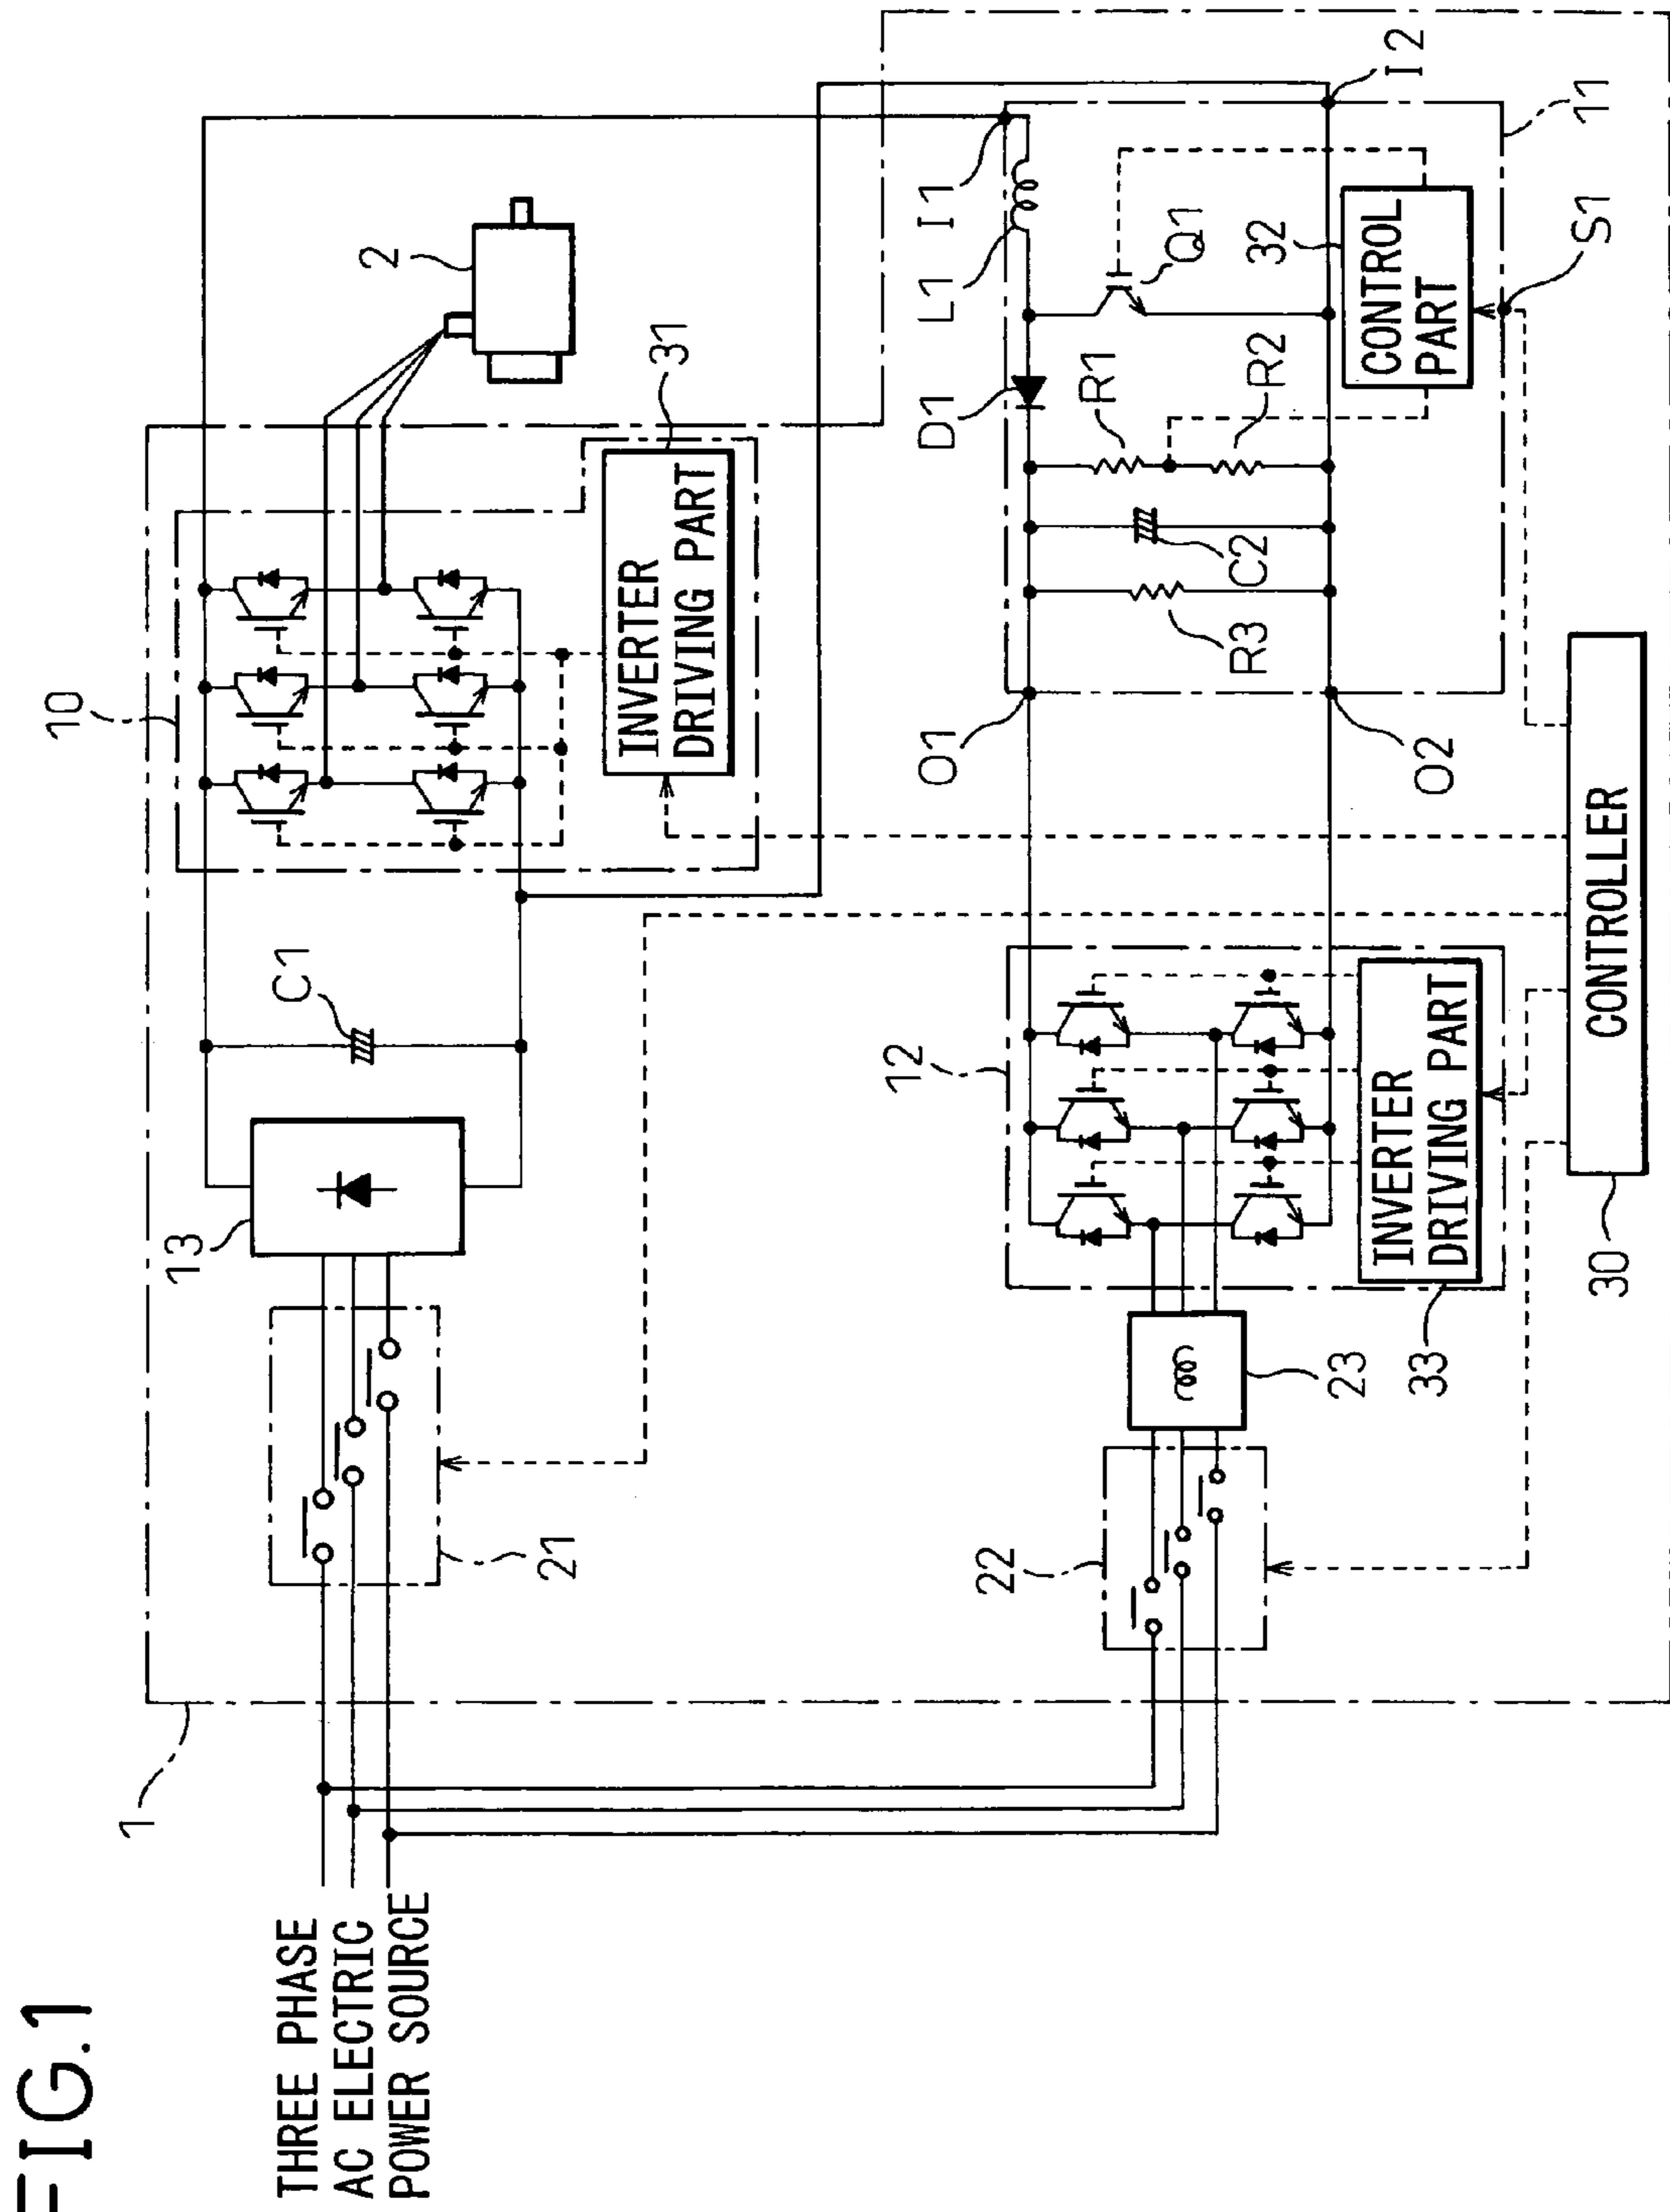 FIG.1
THREE PHASE
AC ELECTRIC
POWER SOURCE
1
21
13
C1
10
INVERTER
DRIVING PART
31
2
22
23
12
INVERTER
DRIVING PART
33
O1
O2
R3
C2
R1
R2
D1
L1
I1
Q1
32
CONTROL
PART
I2
11
S1
CONTROLLER
30